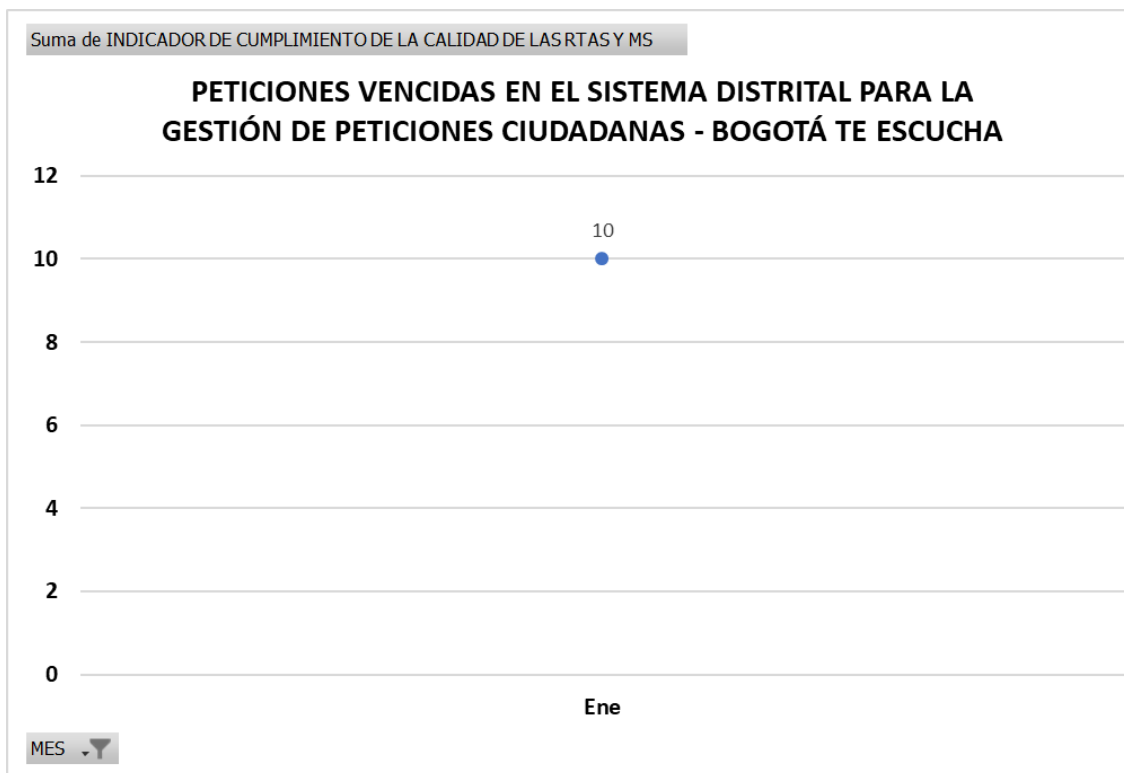 Suma de INDICADOR DE CUMPLIMIENTO DE LA CALIDAD DE LAS RTAS Y MS
PETICIONES VENCIDAS EN EL SISTEMA DISTRITAL PARA LA
GESTIÓN DE PETICIONES CIUDADANAS - BOGOTÁ TE ESCUCHA
12
10
10
8
6
4
2
0
Ene
MES